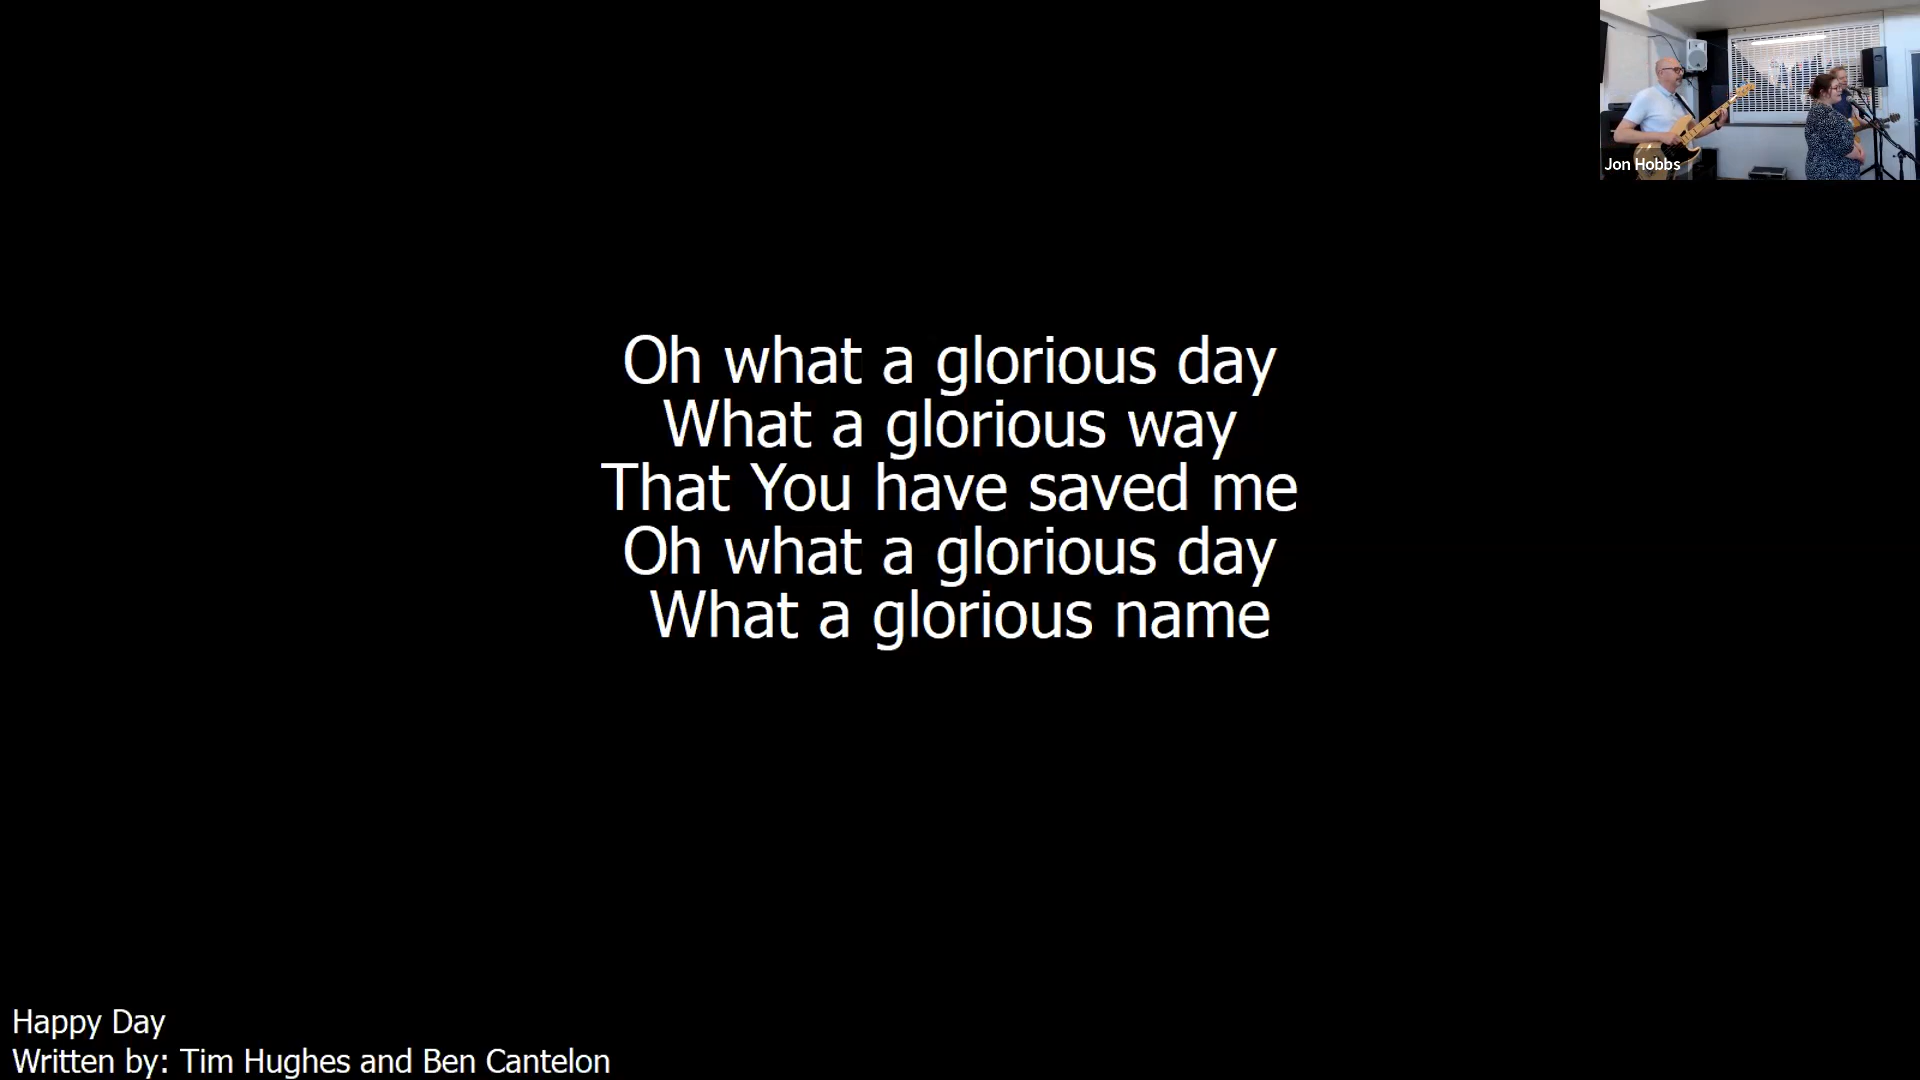 Jon Hobbs
Oh what a glorious day
What a glorious way
That You have saved me
Oh what a glorious day
What a glorious name
Happy Day
Written by: Tim Hughes and Ben Cantelon